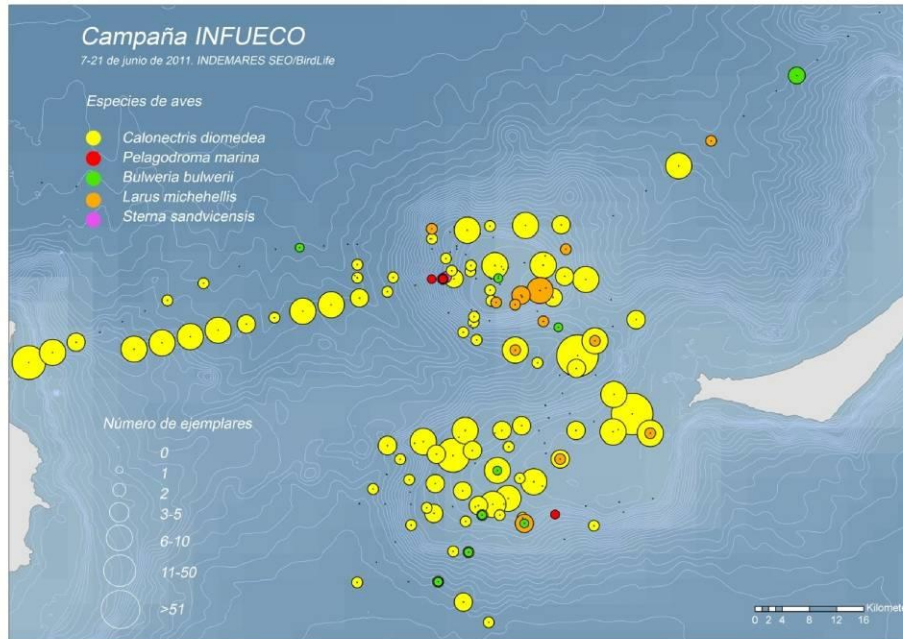 Campaña INFUECO
7-21 de junio de 2011. INDEMARES SEO/BirdLife
Especies de aves
Calonectris diomedea
Pelagodroma marina
Bulweria bulwerii
Larus michehellis
Sterna sandvicensis
Número de ejemplares
0
1
2
3-5
6-10
11-50
>51
Kilomete
0 2 4 8 12 16